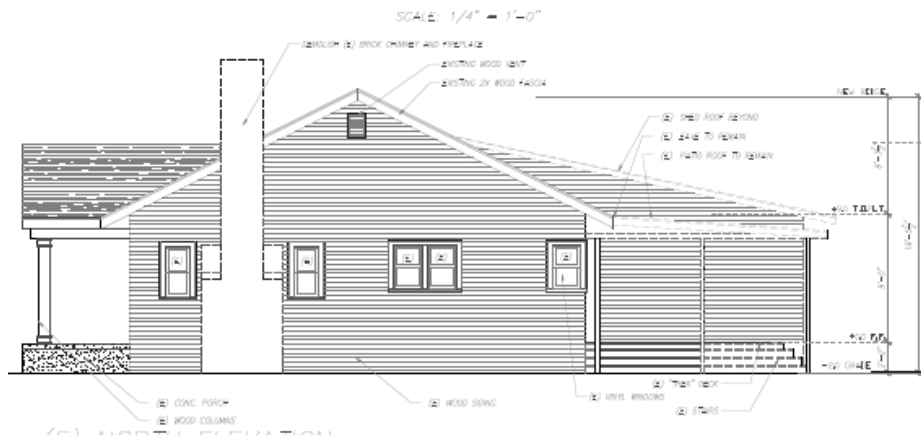 SCALE: 1/4" = 1'-0"
DEMOLISH (E) BRICK CHIMNEY AND FIREPLACE
EXISTING WOOD VENT
EXISTING 2X WOOD FASCIA
NEW RIDGE
(E) SHED ROOF BEYOND
(E) EAVE TO REMAIN
(E) PATIO ROOF TO REMAIN
(E) "TREX" DECK
(E) CONC. PORCH
(E) WOOD SIDING
(E) VINYL WINDOWS
(E) STAIRS
(E) WOOD COLUMNS
(E) NORTH ELEVATION